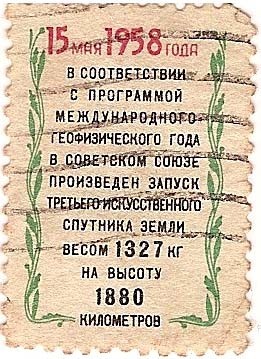 15 МАЯ 1958 ГОДА
В СООТВЕТСТВИИ
С ПРОГРАММОЙ
МЕЖДУНАРОДНОГО
ГЕОФИЗИЧЕСКОГО ГОДА
В СОВЕТСКОМ СОЮЗЕ
ПРОИЗВЕДЕН ЗАПУСК
ТРЕТЬЕГО ИСКУССТВЕННОГО
СПУТНИКА ЗЕМЛИ
ВЕСОМ 1327 КГ
НА ВЫСОТУ
1880
КИЛОМЕТРОВ